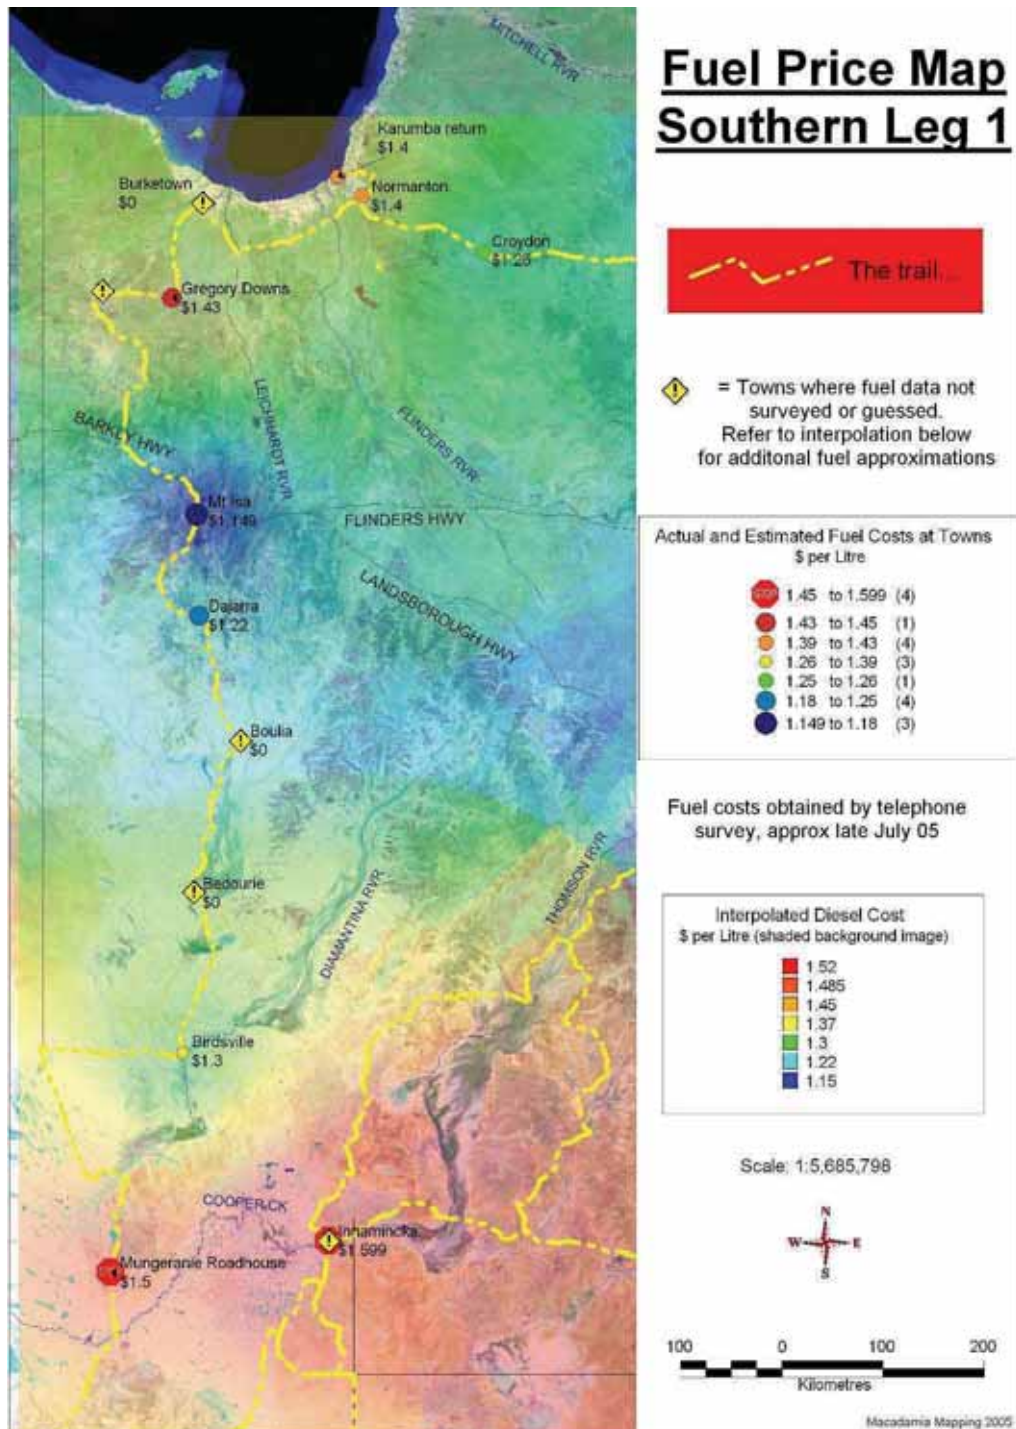 Fuel Price Map
Southern Leg 1
The trail...
= Towns where fuel data not
surveyed or guessed.
Refer to interpolation below
for additonal fuel approximations
Actual and Estimated Fuel Costs at Towns
$ per Litre
STOP 1.45 to 1.599 (4)
1.43 to 1.45 (1)
1.39 to 1.43 (4)
1.26 to 1.39 (3)
1.25 to 1.26 (1)
1.18 to 1.25 (4)
1.149 to 1.18 (3)
Fuel costs obtained by telephone
survey, approx late July 05
Interpolated Diesel Cost
$ per Litre (shaded background image)
1.52
1.485
1.45
1.37
1.3
1.22
1.15
Scale: 1:5,685,798
N
W E
S
100 0 100 200
Kilometres
Macadamia Mapping 2005
MITCHELL RVR
Karumba return
$1.4
Burketown
$0
Normanton
$1.4
Croydon
$1.26
Gregory Downs
$1.43
LEICHHARDT RVR
FLINDERS RVR
BARKLY HWY
Mt Isa
$1.149
FLINDERS HWY
LANDSBOROUGH HWY
Dajarra
$1.22
Boulia
$0
Bedourie
$0
DIAMANTINA RVR
THOMSON RVR
Birdsville
$1.3
COOPER CK
Innamincka
$1.599
Mungeranie Roadhouse
$1.5